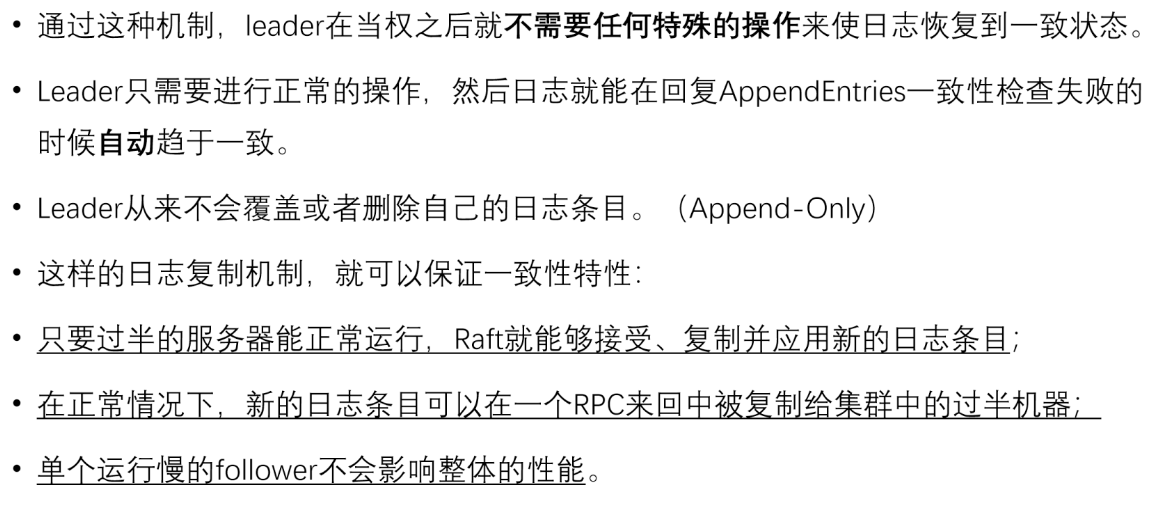 • 通过这种机制，leader在当权之后就不需要任何特殊的操作来使日志恢复到一致状态。
• Leader只需要进行正常的操作，然后日志就能在回复AppendEntries一致性检查失败的
时候自动趋于一致。
• Leader从来不会覆盖或者删除自己的日志条目。（Append-Only）
• 这样的日志复制机制，就可以保证一致性特性：
• 只要过半的服务器能正常运行，Raft就能够接受、复制并应用新的日志条目；
• 在正常情况下，新的日志条目可以在一个RPC来回中被复制给集群中的过半机器；
• 单个运行慢的follower不会影响整体的性能。